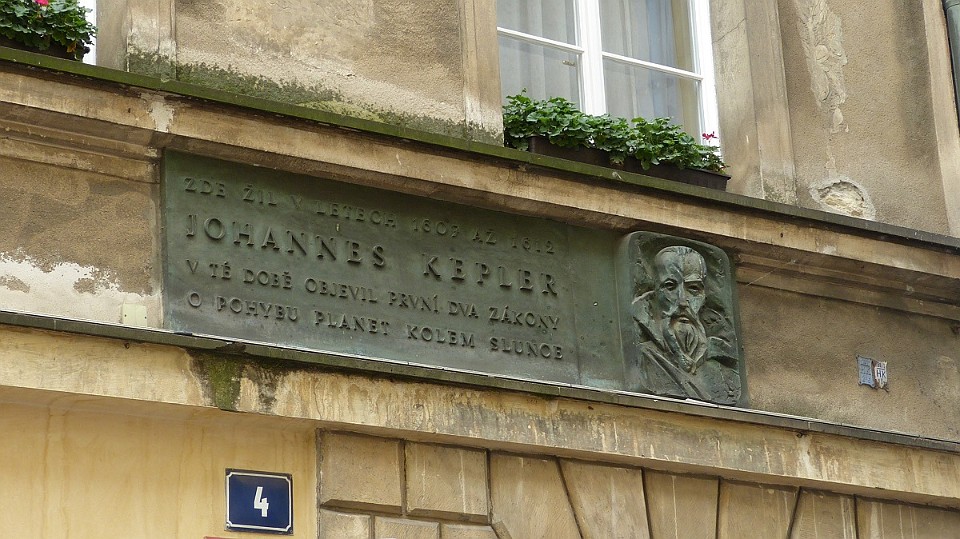 ZDE ŽIL V LETECH 1607 AŽ 1612
JOHANNES KEPLER
V TÉ DOBĚ OBJEVIL PRVNÍ DVA ZÁKONY
O POHYBU PLANET KOLEM SLUNCE
4